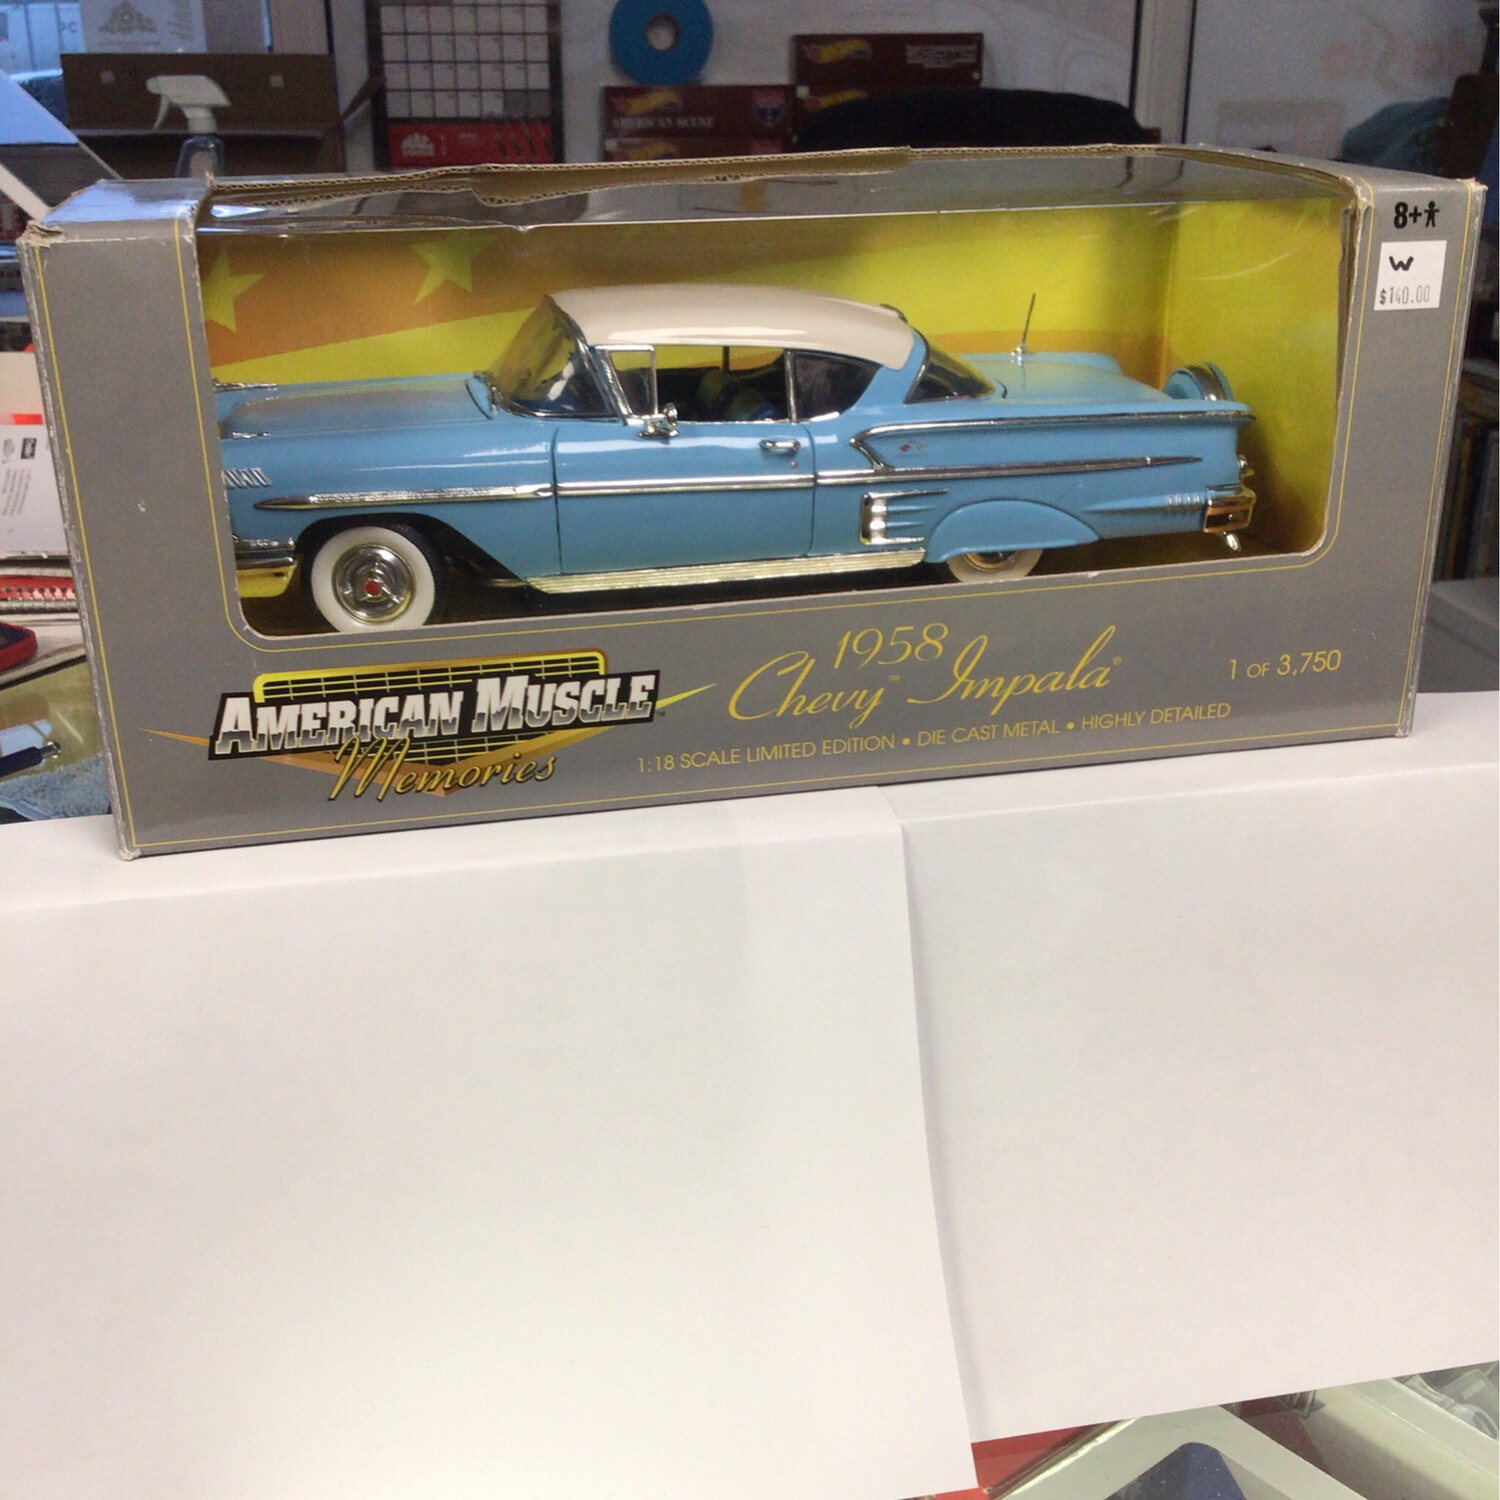 AMERICAN SCENE
8+
W
$140.00
1958
Chevy™ Impala®
1 OF 3,750
AMERICAN MUSCLE
Memories
1:18 SCALE LIMITED EDITION • DIE CAST METAL • HIGHLY DETAILED